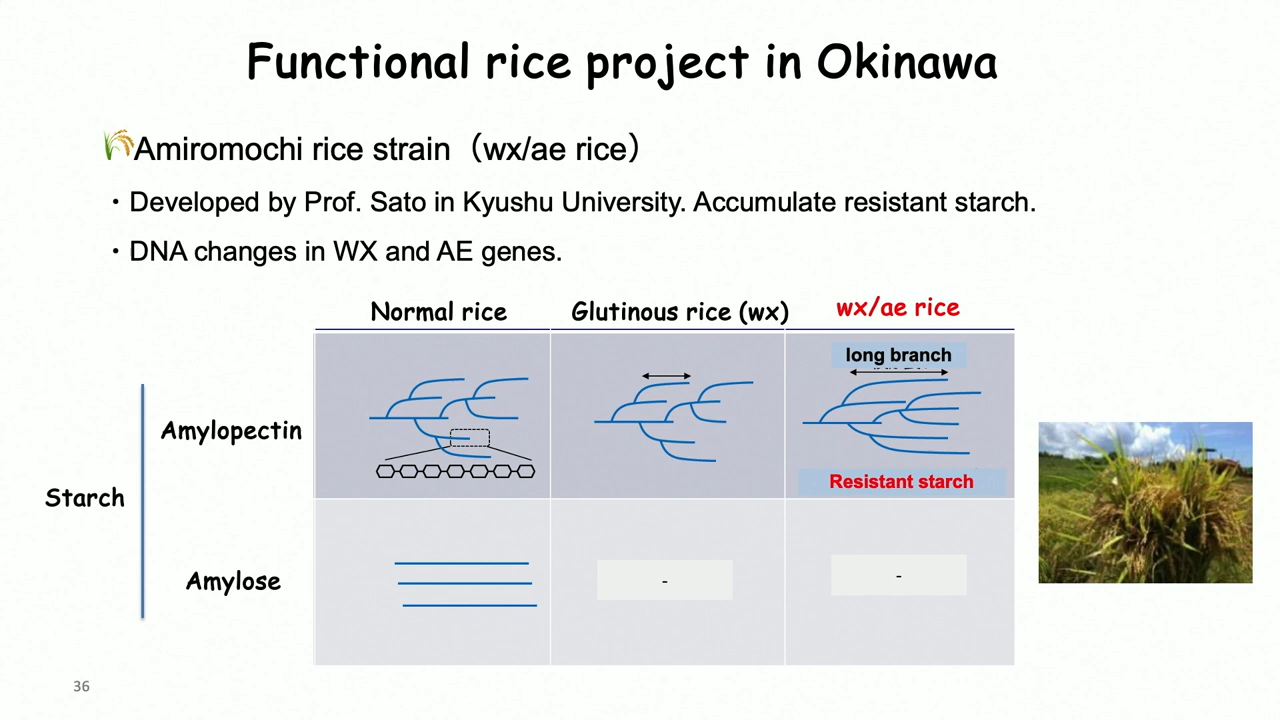 Functional rice project in Okinawa
Amiromochi rice strain（wx/ae rice）
・Developed by Prof. Sato in Kyushu University. Accumulate resistant starch.
・DNA changes in WX and AE genes.
Normal rice
Glutinous rice (wx)
wx/ae rice
long branch
Amylopectin
Resistant starch
Starch
Amylose
-
-
36